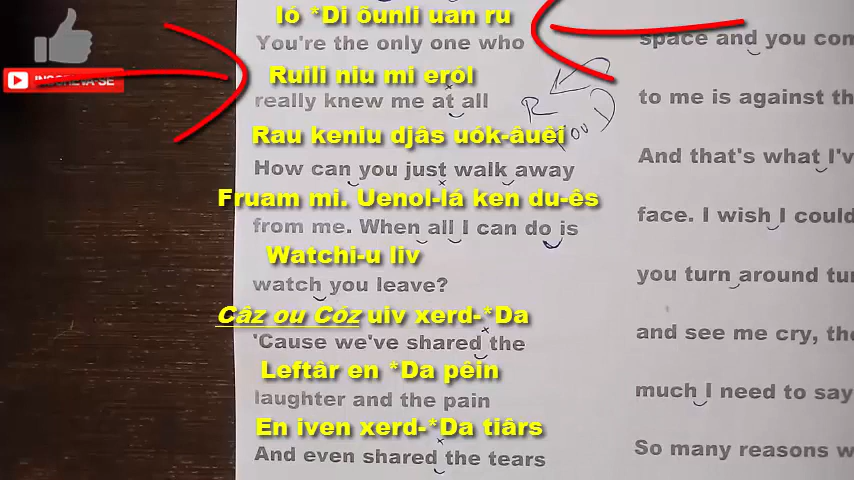 Ió *Di õunli uan ru
You're the only one who
Ruili niu mi eról
really knew me at all
Rau keniu djâs uók-âuêi
How can you just walk away
Fruam mi. Uenol-lá ken du-ês
from me. When all I can do is
Watchi-u liv
watch you leave?
Câz ou Cóz uiv xerd-*Da
'Cause we've shared the
Leftâr en *Da pêin
laughter and the pain
En iven xerd-*Da tiârs
And even shared the tears
INSCREVA-SE
R
you D
space and you com
to me is against th
And that's what I'v
face. I wish I could
you turn around tur
and see me cry, the
much I need to say
So many reasons w